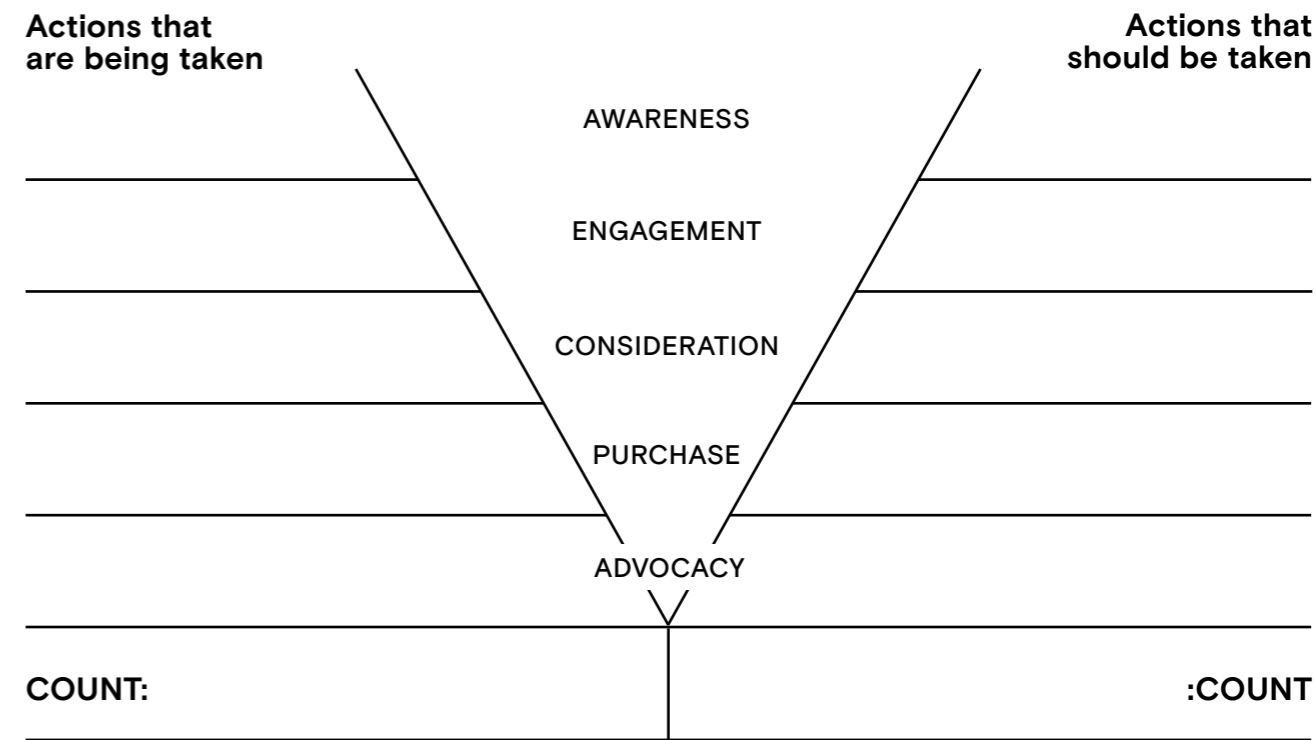 Actions that
are being taken
Actions that
should be taken
AWARENESS
ENGAGEMENT
CONSIDERATION
PURCHASE
ADVOCACY
COUNT:
:COUNT